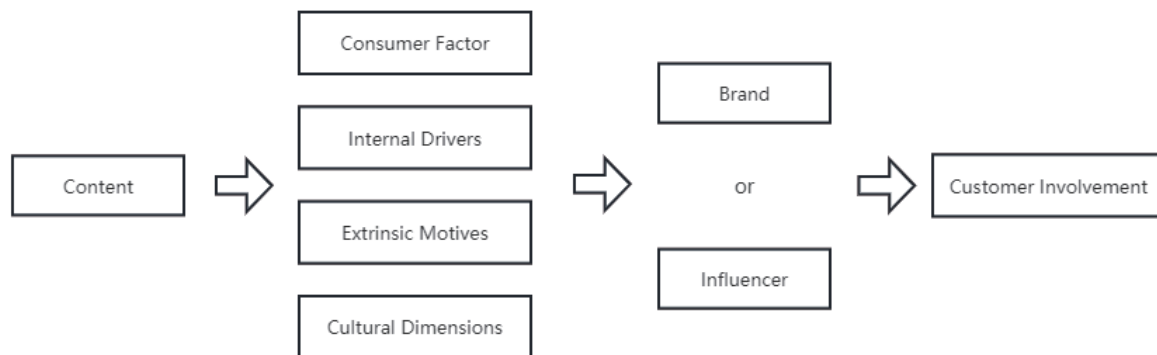 Content
Consumer Factor
Internal Drivers
Extrinsic Motives
Cultural Dimensions
Brand
or
Influencer
Customer Involvement